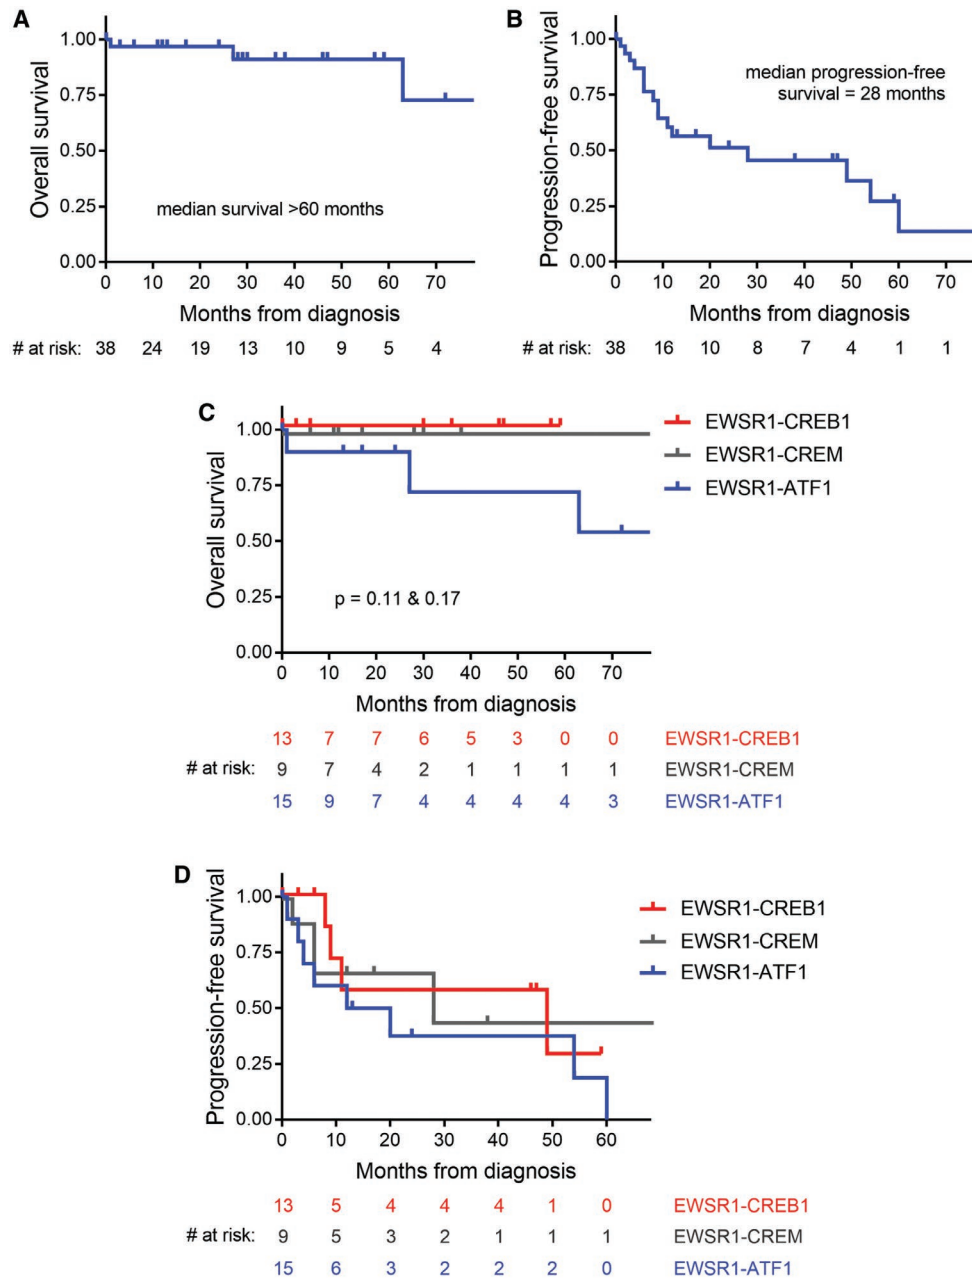 A
1.00
0.75
0.50
0.25
0.00
Overall survival
median survival >60 months
0 10 20 30 40 50 60 70
Months from diagnosis
# at risk: 38 24 19 13 10 9 5 4
B
1.00
0.75
0.50
0.25
0.00
Progression-free survival
median progression-free
survival = 28 months
0 10 20 30 40 50 60 70
Months from diagnosis
# at risk: 38 16 10 8 7 4 1 1
C
1.00
0.75
0.50
0.25
0.00
Overall survival
EWSR1-CREB1
EWSR1-CREM
EWSR1-ATF1
p = 0.11 & 0.17
0 10 20 30 40 50 60 70
Months from diagnosis
13 7 7 6 5 3 0 0 EWSR1-CREB1
# at risk: 9 7 4 2 1 1 1 1 EWSR1-CREM
15 9 7 4 4 4 4 3 EWSR1-ATF1
D
1.00
0.75
0.50
0.25
0.00
Progression-free survival
EWSR1-CREB1
EWSR1-CREM
EWSR1-ATF1
0 10 20 30 40 50 60
Months from diagnosis
13 5 4 4 4 1 0 EWSR1-CREB1
# at risk: 9 5 3 2 1 1 1 EWSR1-CREM
15 6 3 2 2 2 0 EWSR1-ATF1